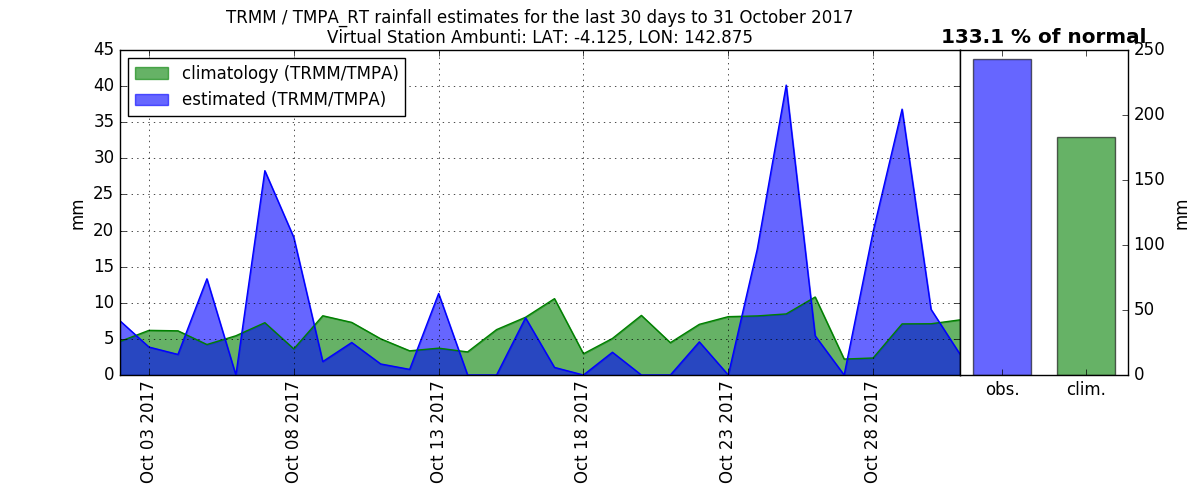 TRMM / TMPA_RT rainfall estimates for the last 30 days to 31 October 2017
Virtual Station Ambunti: LAT: -4.125, LON: 142.875
133.1 % of normal
climatology (TRMM/TMPA)
estimated (TRMM/TMPA)
45
40
35
30
25
20
15
10
5
0
mm
Oct 03 2017
Oct 08 2017
Oct 13 2017
Oct 18 2017
Oct 23 2017
Oct 28 2017
250
200
150
100
50
0
mm
obs.
clim.